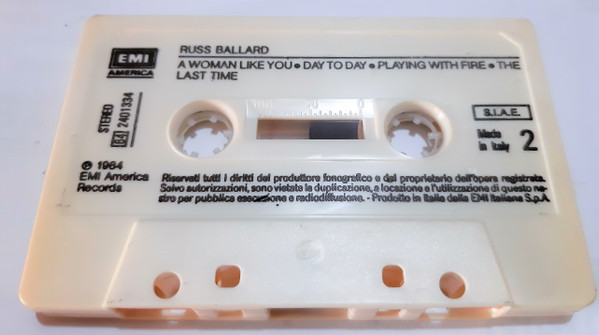 EMI
AMERICA
RUSS BALLARD
A WOMAN LIKE YOU • DAY TO DAY • PLAYING WITH FIRE • THE
LAST TIME
STEREO
64 2401334
S.I.A.E.
Made
in Italy
2
℗ 1984
EMI America
Records
Riservati tutti i diritti del produttore fonografico e del proprietario dell'opera registrata.
Salvo autorizzazioni, sono vietate la duplicazione, a locazione e l'utilizzazione di questo na-
stro per pubblica esecuzione e radiodiffusione. - Prodotto in Italia dalla EMI Italiana S.p.A.